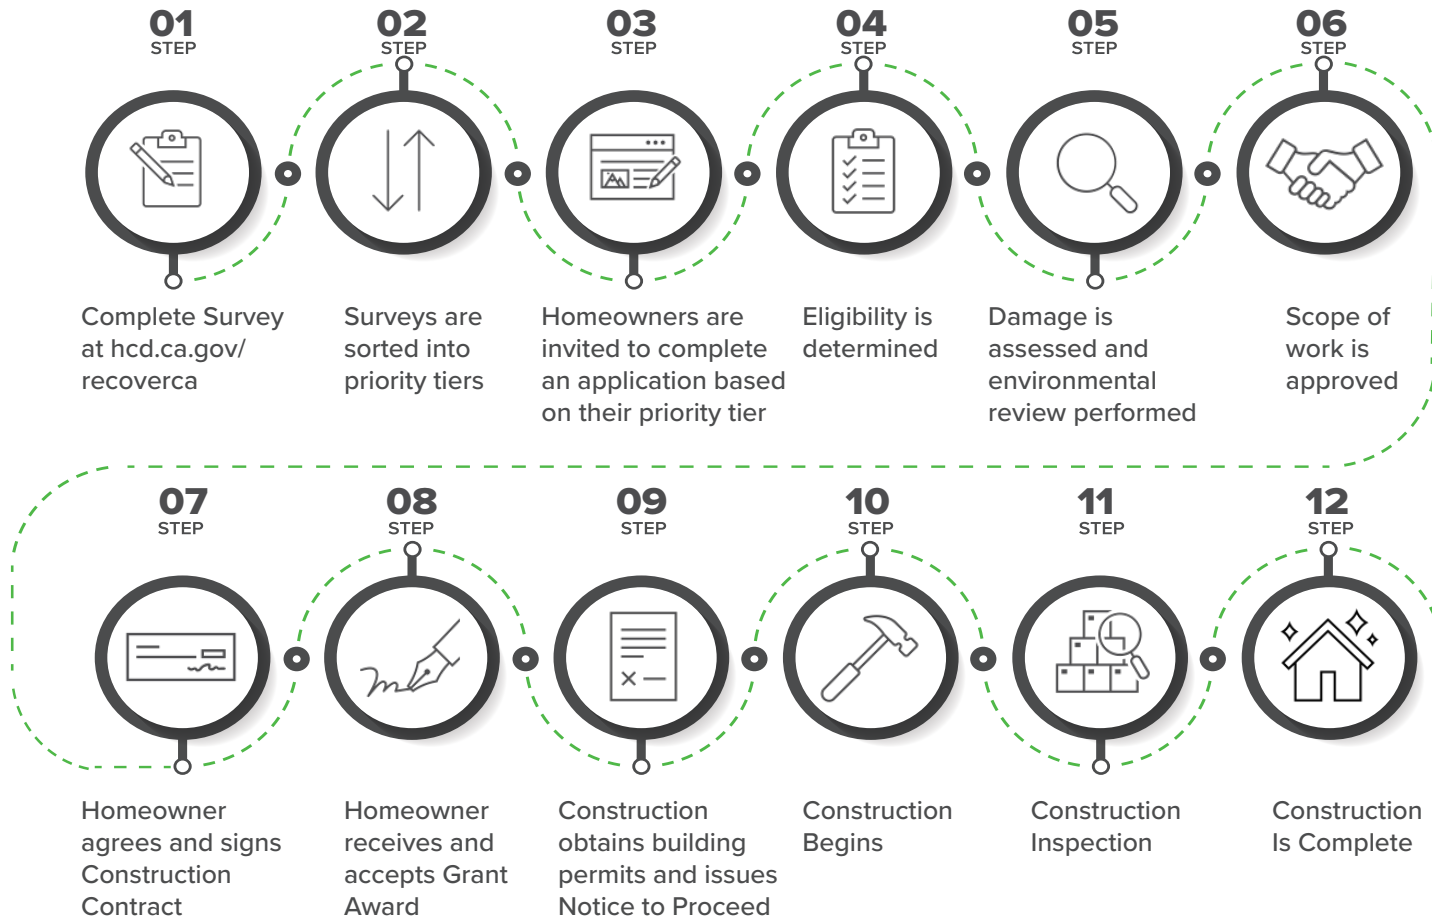 01
STEP
02
STEP
03
STEP
04
STEP
05
STEP
06
STEP
Complete Survey
at hcd.ca.gov/
recoverca
Surveys are
sorted into
priority tiers
Homeowners are
invited to complete
an application based
on their priority tier
Eligibility is
determined
Damage is
assessed and
environmental
review performed
Scope of
work is
approved
07
STEP
08
STEP
09
STEP
10
STEP
11
STEP
12
STEP
Homeowner
agrees and signs
Construction
Contract
Homeowner
receives and
accepts Grant
Award
Construction
obtains building
permits and issues
Notice to Proceed
Construction
Begins
Construction
Inspection
Construction
Is Complete